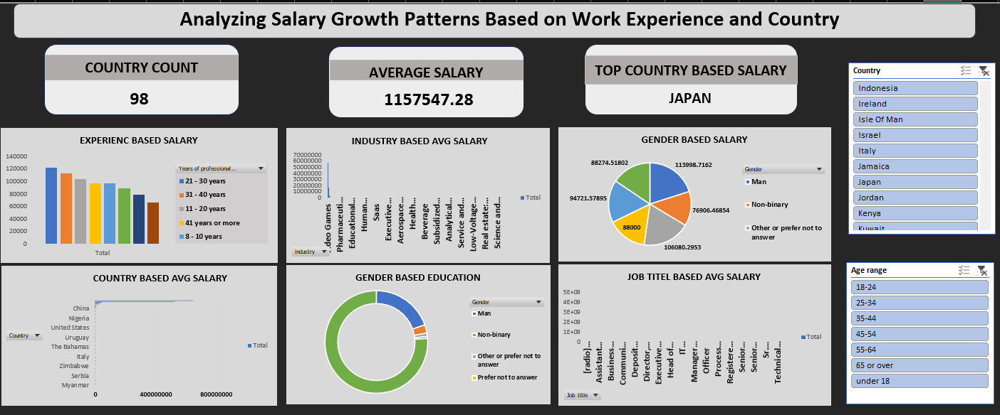 Analyzing Salary Growth Patterns Based on Work Experience and Country
COUNTRY COUNT
98
AVERAGE SALARY
1157547.28
TOP COUNTRY BASED SALARY
JAPAN
Country
Indonesia
Ireland
Isle Of Man
Israel
Italy
Jamaica
Japan
Jordan
Kenya
Kuwait
EXPERIENC BASED SALARY
140000
120000
100000
80000
60000
40000
20000
0
Total
Years of professional...
21 - 30 years
31 - 40 years
11 - 20 years
41 years or more
8 - 10 years
INDUSTRY BASED AVG SALARY
70000000
60000000
50000000
40000000
30000000
20000000
10000000
0
Games
Pharmaceuti...
Educational...
Human...
Saas
Executive...
Aerospace...
Health...
Beverage
Subsidized...
Analytical...
Service and...
Low-Voltage...
Real estate:...
Science and...
Total
industry
GENDER BASED SALARY
88274.51802
113998.7162
94721.57895
76906.46854
88000
106080.2953
Gender
Man
Non-binary
Other or prefer not to
answer
COUNTRY BASED AVG SALARY
China
Nigeria
United States
Uruguay
The Bahamas
Italy
Zimbabwe
Serbia
Myanmar
0
400000000
800000000
Country
Total
GENDER BASED EDUCATION
Gender
Man
Non-binary
Other or prefer not to
answer
Prefer not to answer
JOB TITEL BASED AVG SALARY
5E+09
4E+09
3E+09
2E+09
1E+09
0
[radio]...
Assistant...
Business...
Communi...
Deposit...
Director,...
Executive...
Head of...
IT...
Manager...
Officer
Process...
Registere...
Senior...
Senior...
Sr....
Technical...
Total
Job title
Age range
18-24
25-34
35-44
45-54
55-64
65 or over
under 18